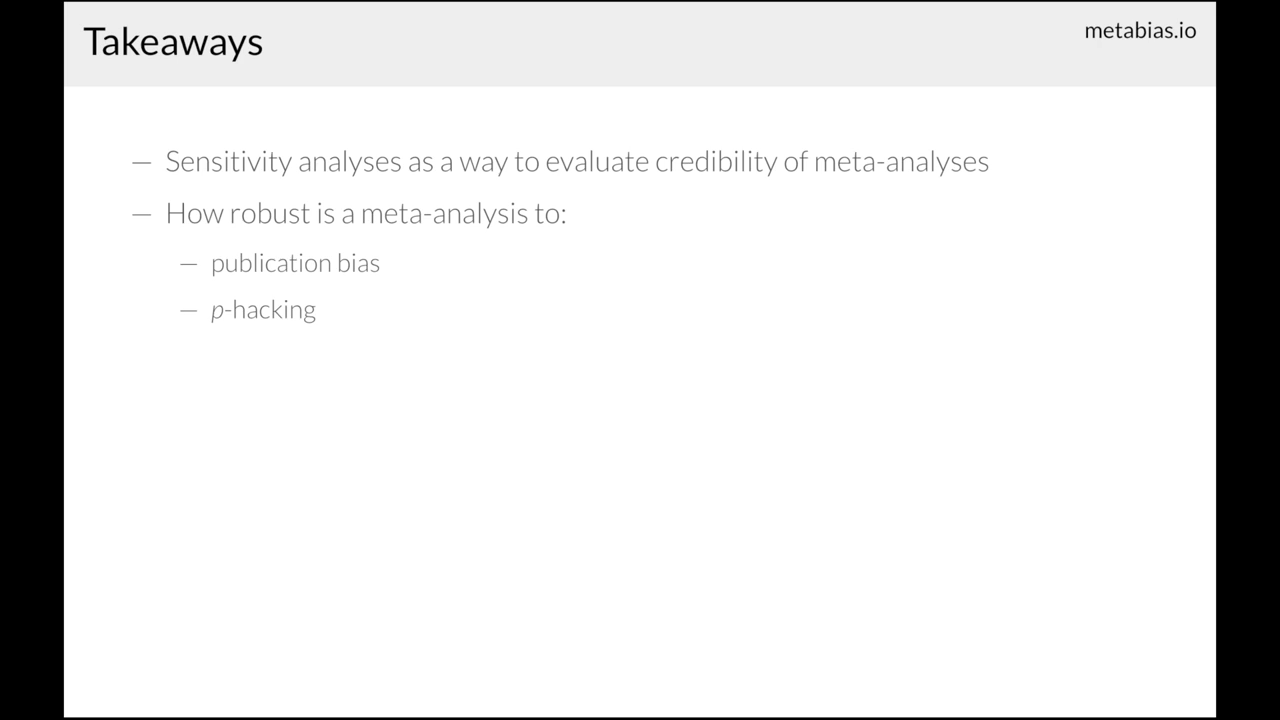 Takeaways
metabias.io
— Sensitivity analyses as a way to evaluate credibility of meta-analyses
— How robust is a meta-analysis to:
— publication bias
— p-hacking